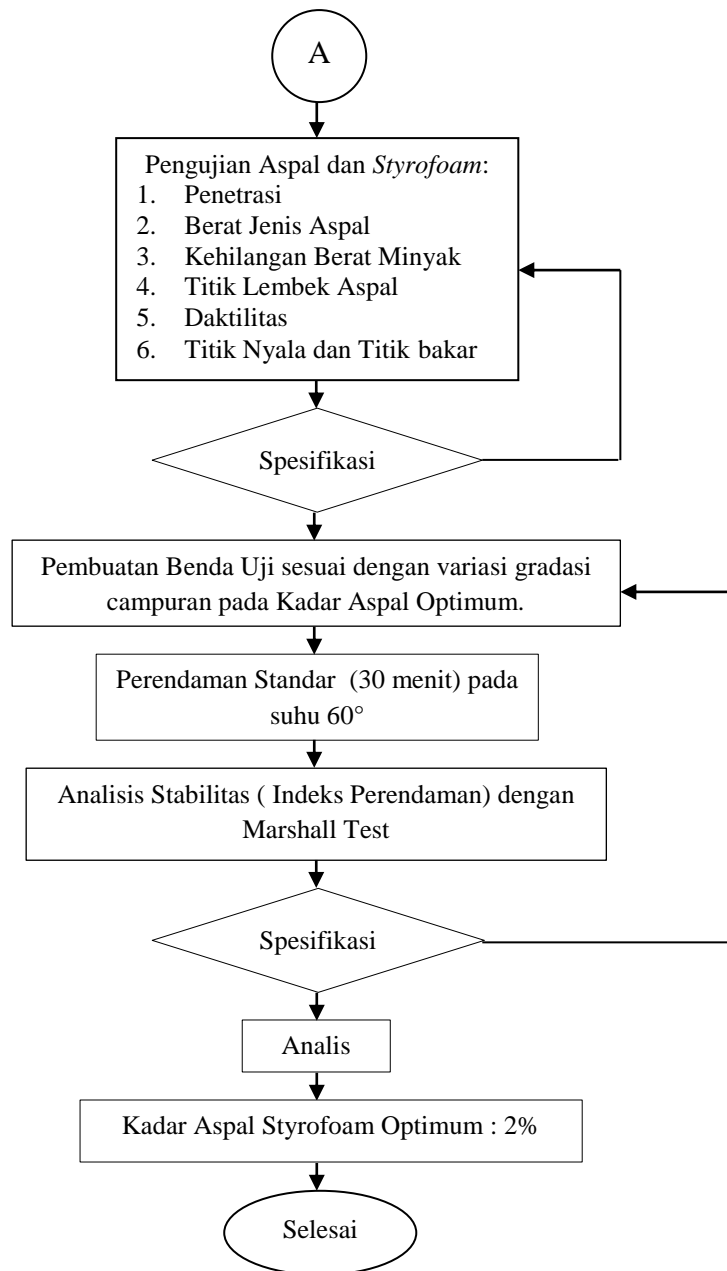 A
Pengujian Aspal dan Styrofoam:
1. Penetrasi
2. Berat Jenis Aspal
3. Kehilangan Berat Minyak
4. Titik Lembek Aspal
5. Daktilitas
6. Titik Nyala dan Titik bakar
Spesifikasi
Pembuatan Benda Uji sesuai dengan variasi gradasi
campuran pada Kadar Aspal Optimum.
Perendaman Standar (30 menit) pada
suhu 60°
Analisis Stabilitas ( Indeks Perendaman) dengan
Marshall Test
Spesifikasi
Analis
Kadar Aspal Styrofoam Optimum : 2%
Selesai